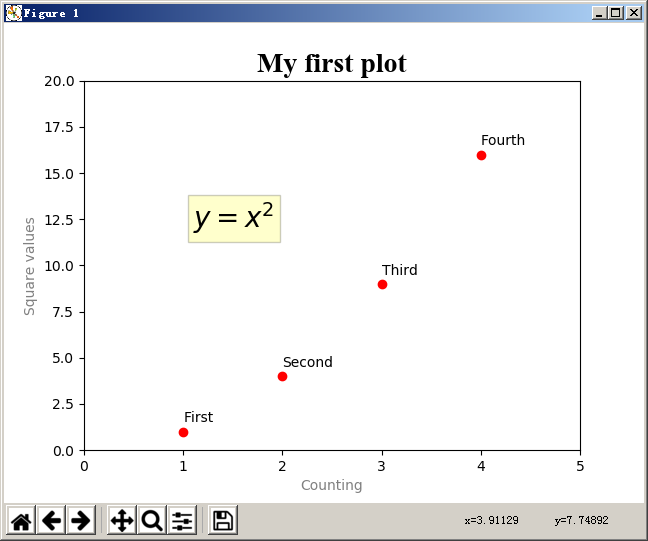 Figure 1
My first plot
20.0
17.5
15.0
12.5
10.0
7.5
5.0
2.5
0.0
Square values
y = x²
Fourth
Third
Second
First
0 1 2 3 4 5
Counting
x=3.91129 y=7.74892